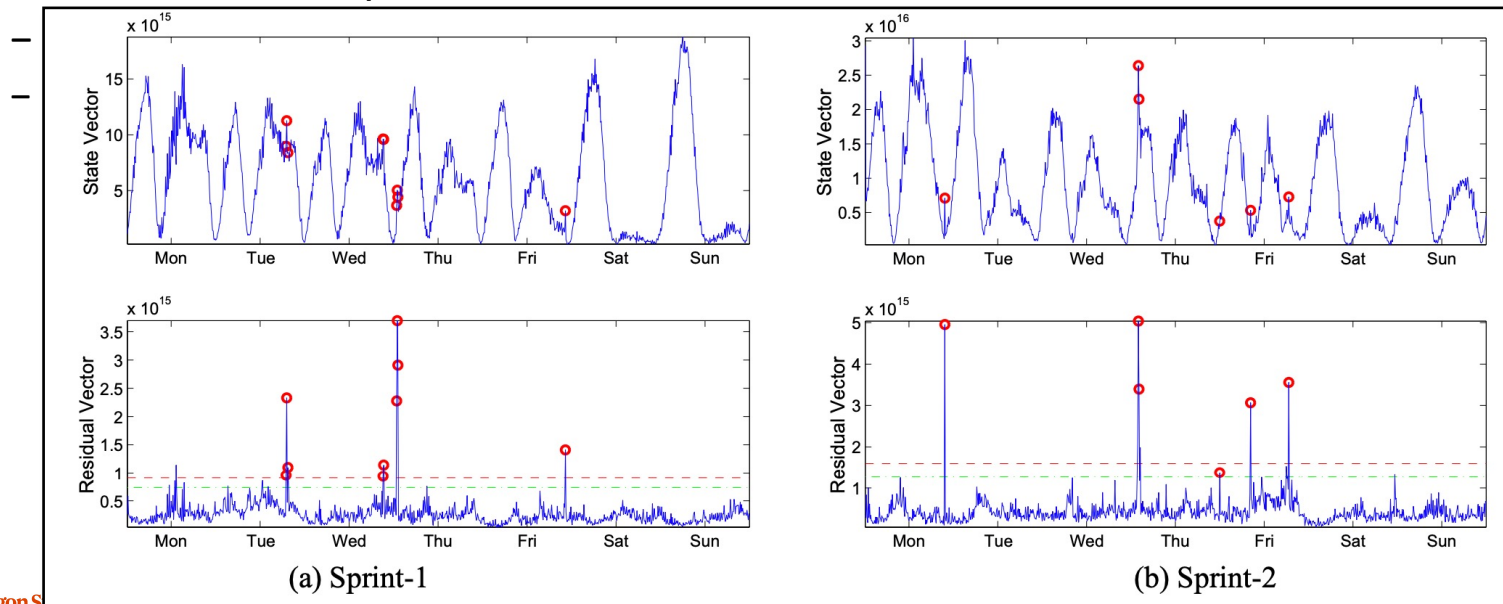 x 10^15
State Vector
15
10
5
Mon Tue Wed Thu Fri Sat Sun
x 10^15
Residual Vector
3.5
3
2.5
2
1.5
1
0.5
Mon Tue Wed Thu Fri Sat Sun
(a) Sprint-1
x 10^16
State Vector
3
2.5
2
1.5
1
0.5
Mon Tue Wed Thu Fri Sat Sun
x 10^15
Residual Vector
5
4
3
2
1
Mon Tue Wed Thu Fri Sat Sun
(b) Sprint-2
gon S